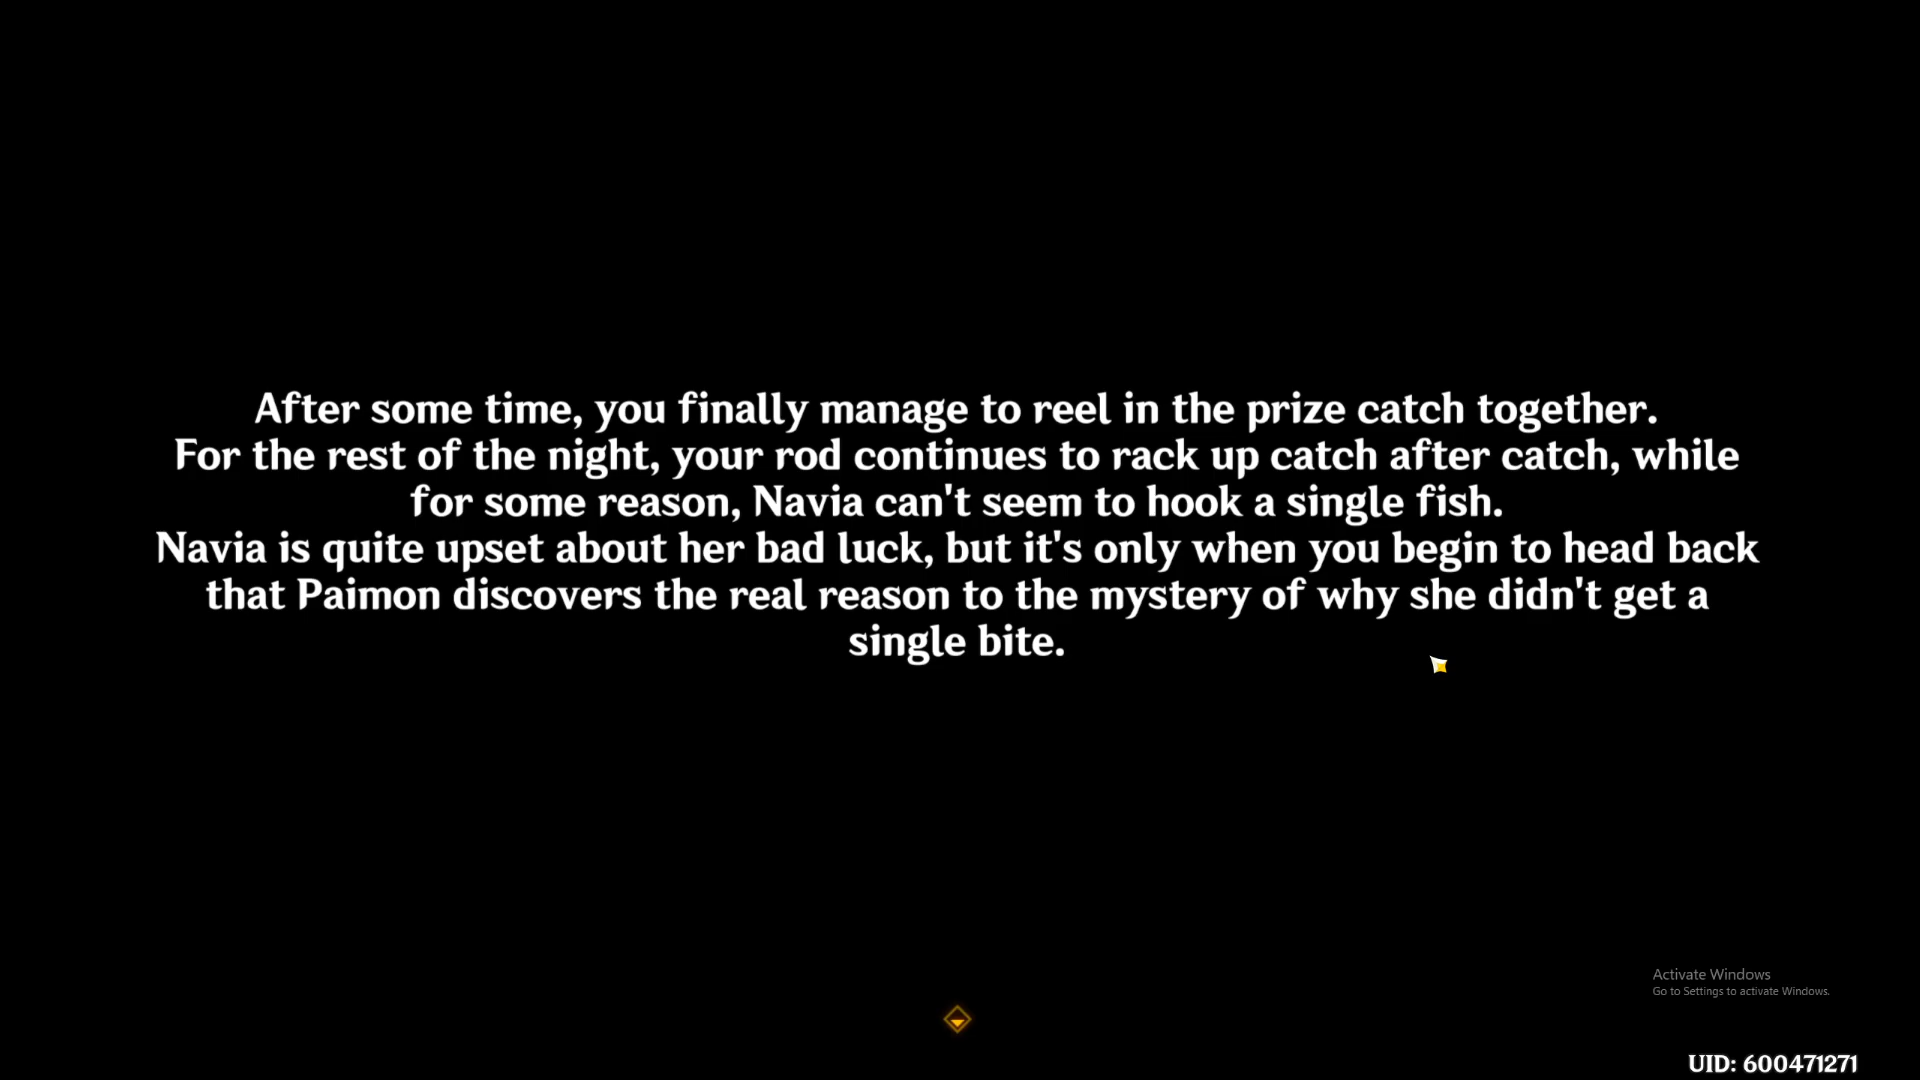 After some time, you finally manage to reel in the prize catch together.
For the rest of the night, your rod continues to rack up catch after catch, while
for some reason, Navia can't seem to hook a single fish.
Navia is quite upset about her bad luck, but it's only when you begin to head back
that Paimon discovers the real reason to the mystery of why she didn't get a
single bite.
Activate Windows
Go to Settings to activate Windows.
UID: 600471271